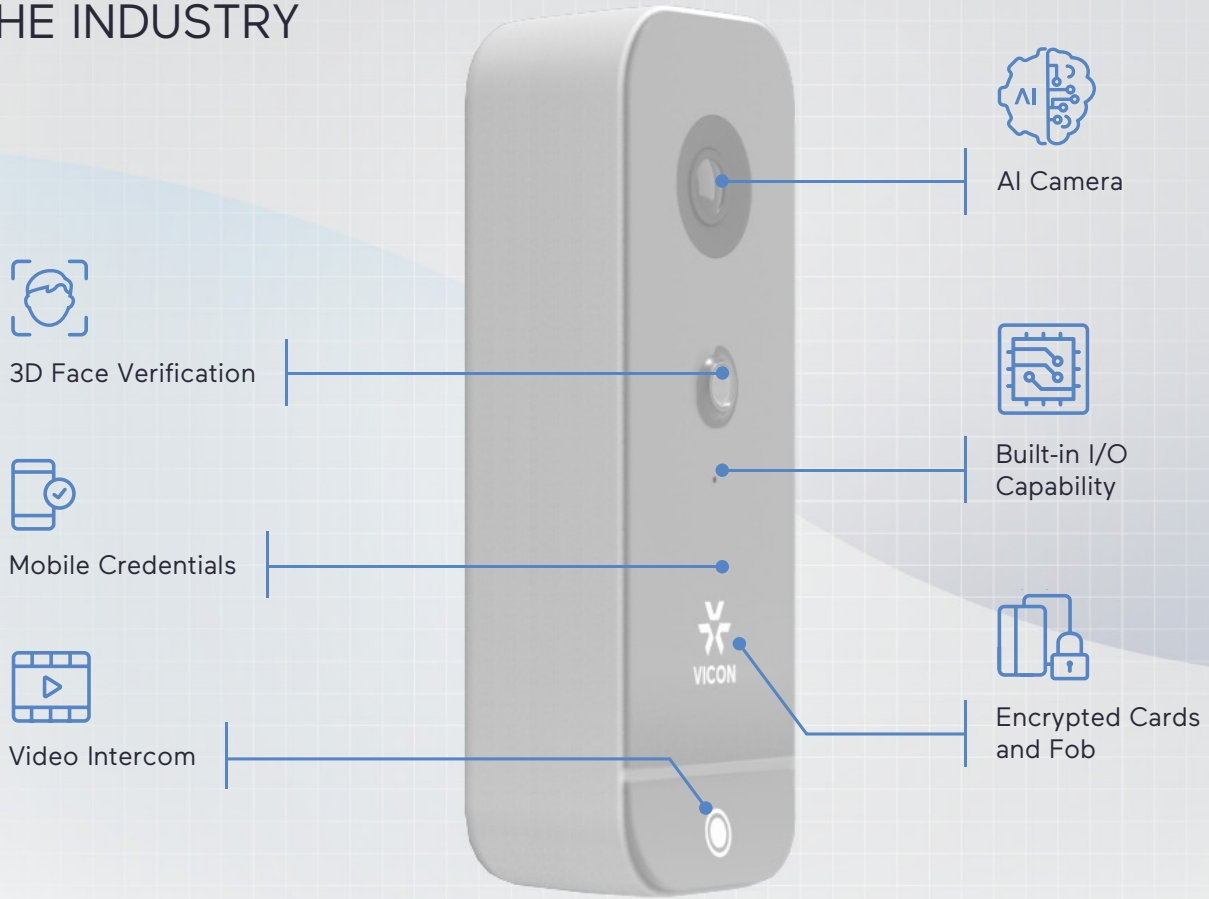 HE INDUSTRY
AI
AI Camera
3D Face Verification
Built-in I/O
Capability
Mobile Credentials
VICON
Encrypted Cards
and Fob
Video Intercom